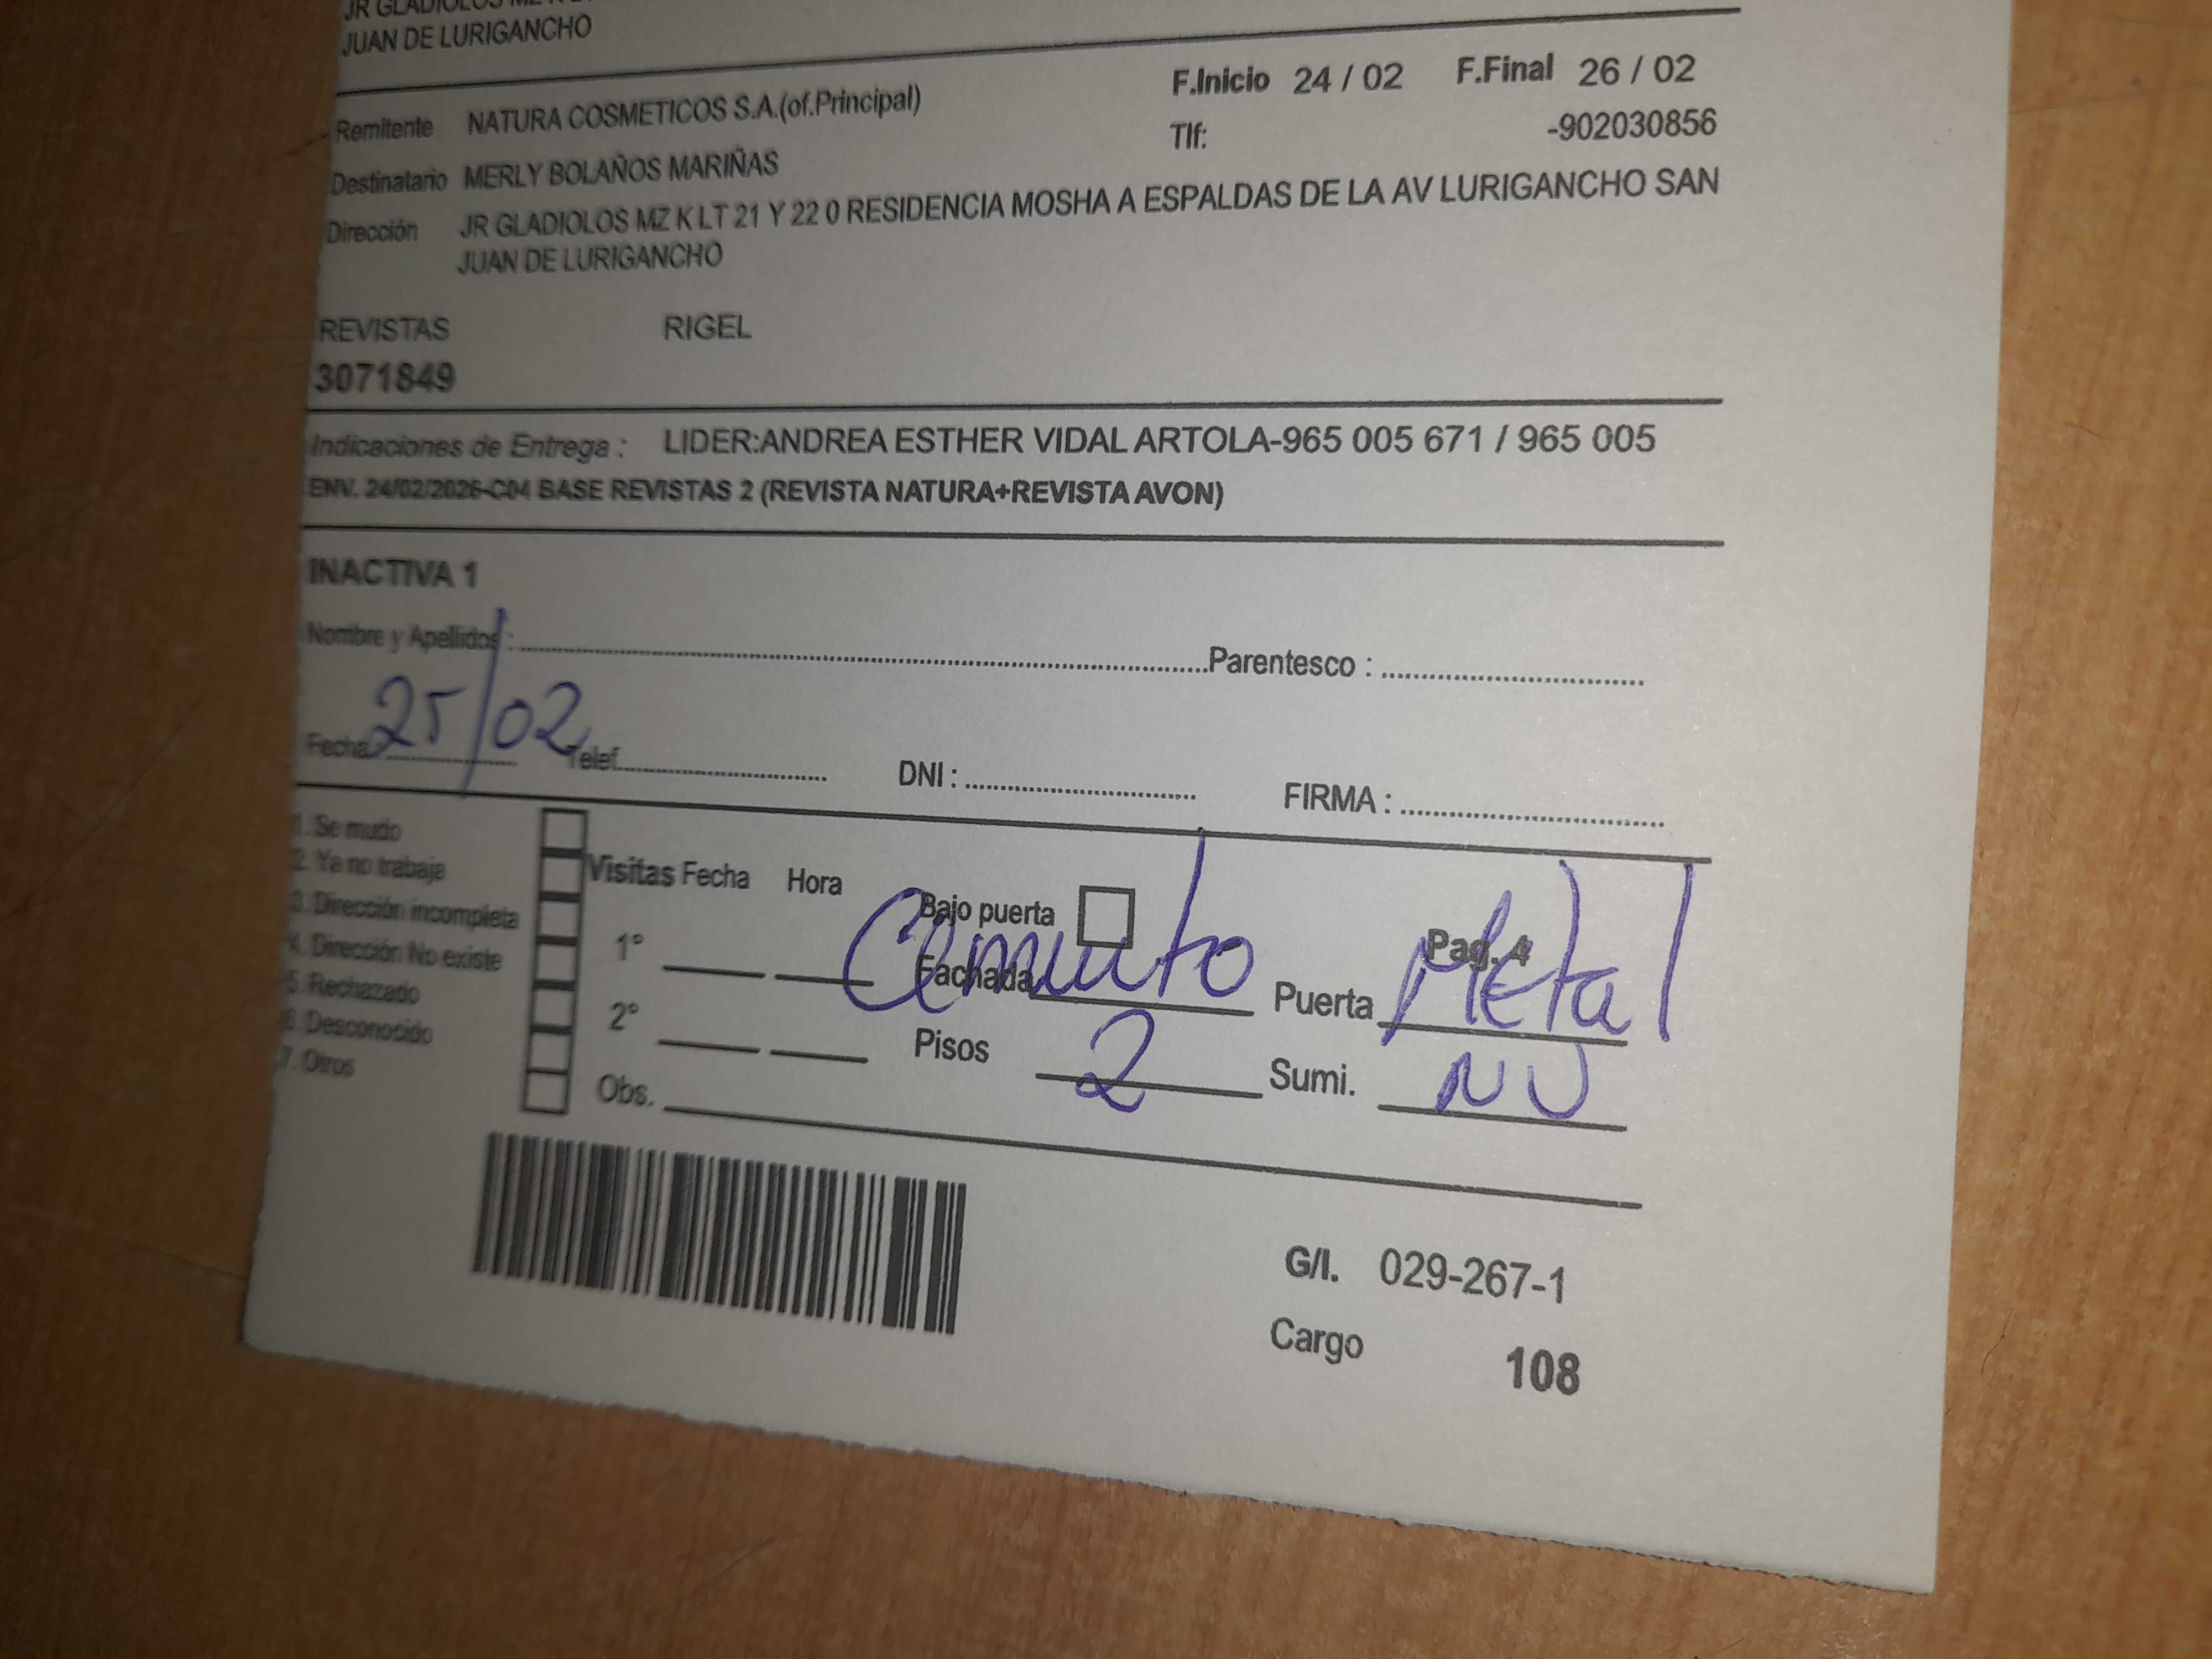 JR GLADIOLOS MZ K
JUAN DE LURIGANCHO
F.Inicio 24 / 02 F.Final 26 / 02
Remitente NATURA COSMETICOS S.A.(of.Principal)
Tlf: -902030856
Destinatario MERLY BOLAÑOS MARIÑAS
Dirección JR GLADIOLOS MZ K LT 21 Y 22 0 RESIDENCIA MOSHA A ESPALDAS DE LA AV LURIGANCHO SAN
JUAN DE LURIGANCHO
REVISTAS RIGEL
3071849
Indicaciones de Entrega : LIDER:ANDREA ESTHER VIDAL ARTOLA-965 005 671 / 965 005
ENV. 24/02/2026-C04 BASE REVISTAS 2 (REVISTA NATURA+REVISTA AVON)
INACTIVA 1
Nombre y Apellidos : Parentesco :
Fecha 25/02 Telef. DNI : FIRMA :
1. Se mudo
2. Ya no trabaja
3. Dirección incompleta
4. Dirección No existe
5. Rechazado
6. Desconocido
7. Otros
Visitas Fecha Hora
1°
2°
Obs.
Bajo puerta
Pag. 4
Fachada Cemento Puerta Metal
Pisos 2 Sumi. NU
G/I. 029-267-1
Cargo 108